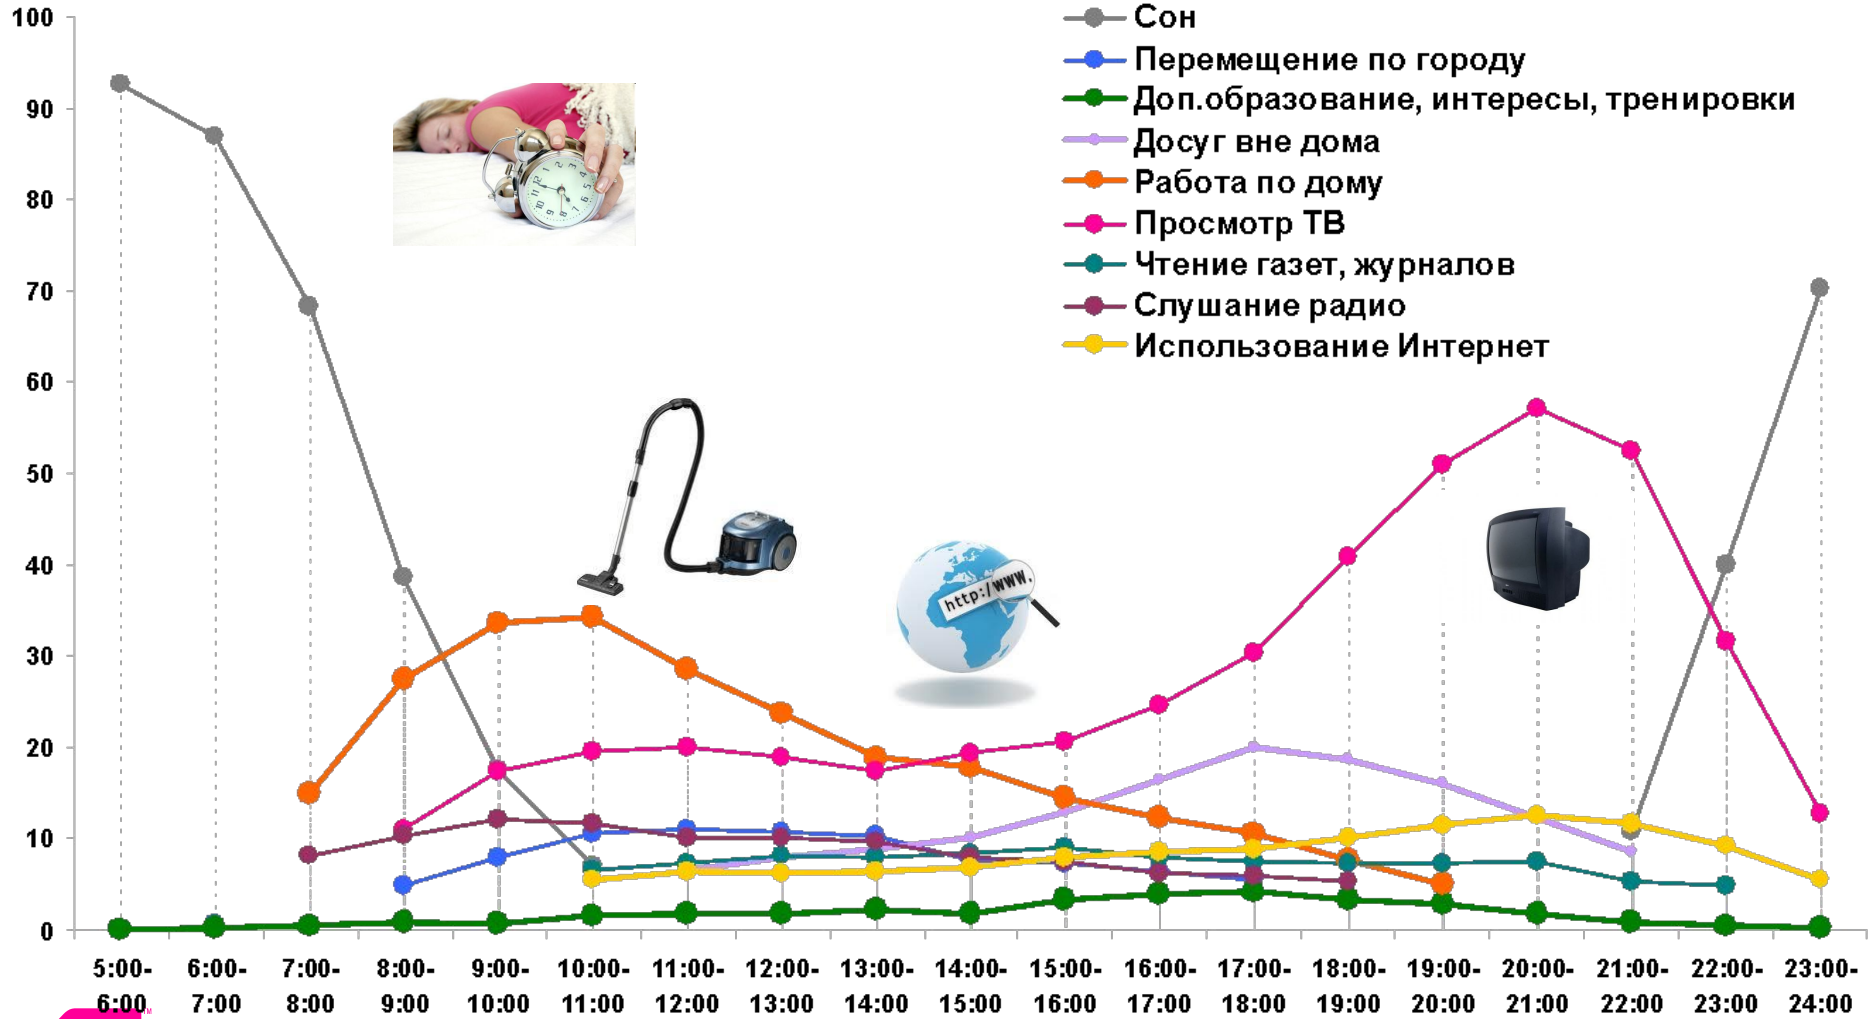 100
90
80
70
60
50
40
30
20
10
0
Сон
Перемещение по городу
Доп.образование, интересы, тренировки
Досуг вне дома
Работа по дому
Просмотр ТВ
Чтение газет, журналов
Слушание радио
Использование Интернет
http:/www.
5:00- 6:00- 7:00- 8:00- 9:00- 10:00- 11:00- 12:00- 13:00- 14:00- 15:00- 16:00- 17:00- 18:00- 19:00- 20:00- 21:00- 22:00- 23:00-
6:00 7:00 8:00 9:00 10:00 11:00 12:00 13:00 14:00 15:00 16:00 17:00 18:00 19:00 20:00 21:00 22:00 23:00 24:00
TM